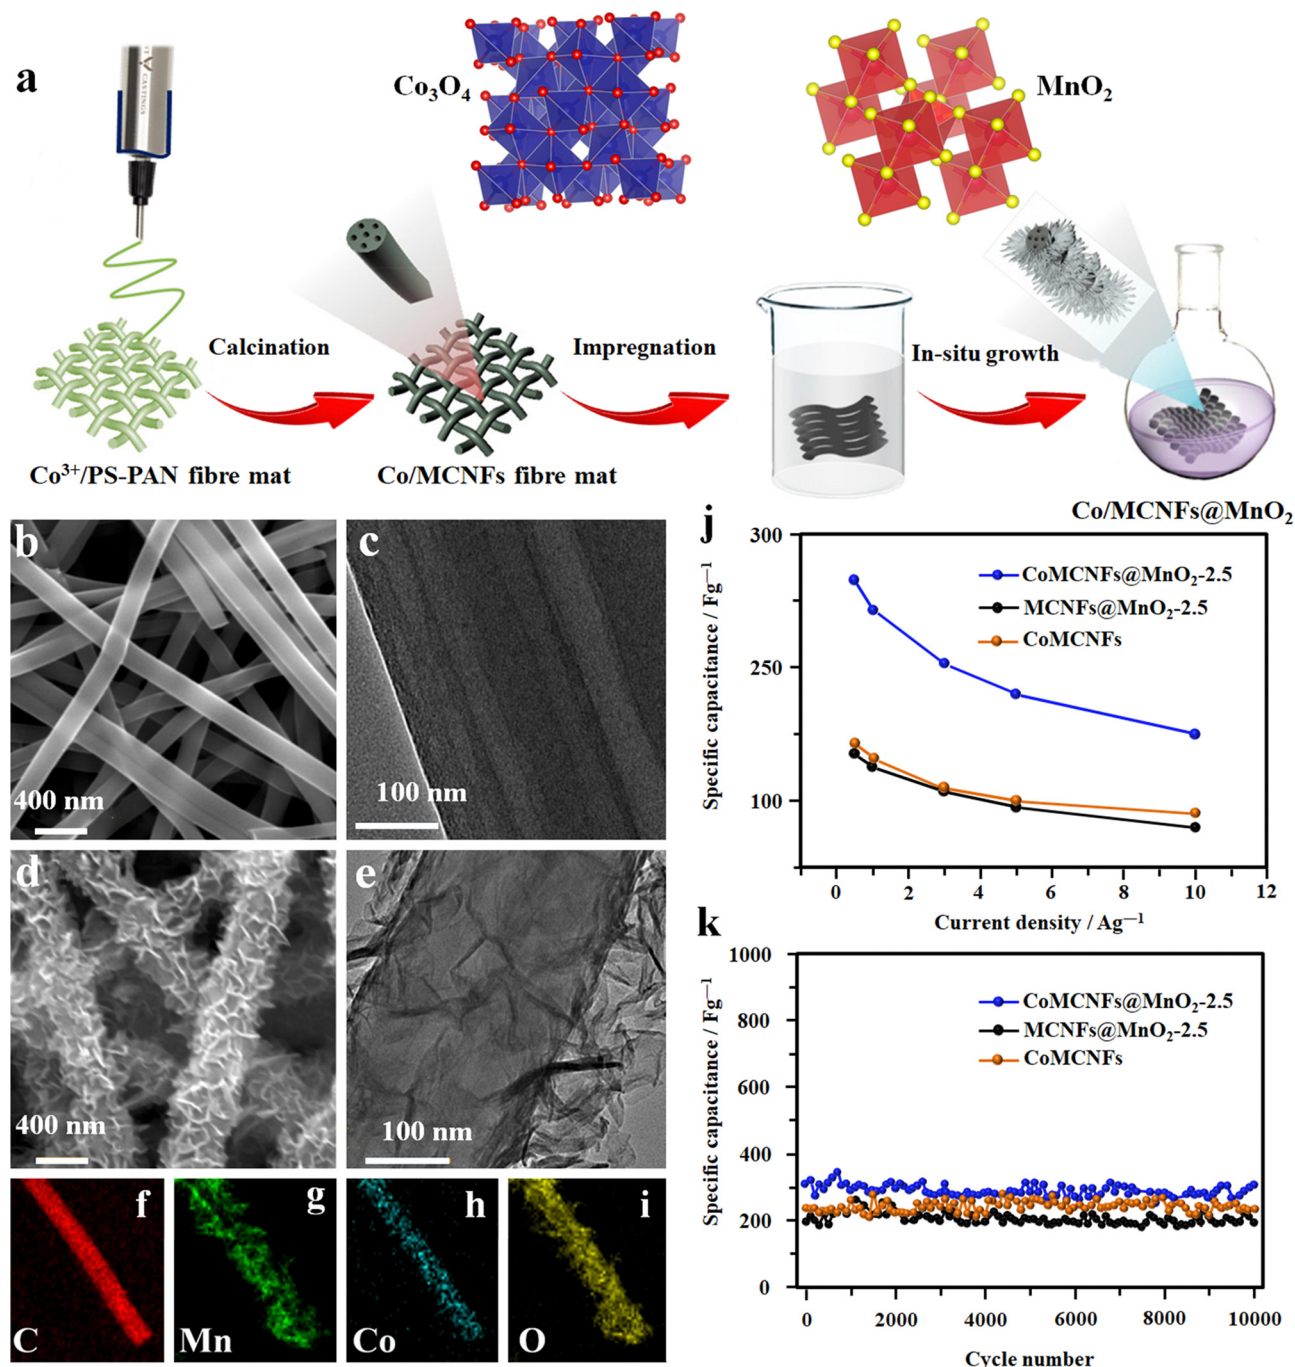 a
Co₃O₄
MnO₂
CASTINGS
Calcination
Impregnation
In-situ growth
Co³⁺/PS-PAN fibre mat
Co/MCNFs fibre mat
Co/MCNFs@MnO₂
b
400 nm
c
100 nm
d
400 nm
e
100 nm
f
C
g
Mn
h
Co
i
O
j
300
250
100
Specific capacitance / Fg⁻¹
CoMCNFs@MnO₂-2.5
MCNFs@MnO₂-2.5
CoMCNFs
0 2 4 6 8 10 12
Current density / Ag⁻¹
k
1000
800
600
400
200
0
Specific capacitance / Fg⁻¹
CoMCNFs@MnO₂-2.5
MCNFs@MnO₂-2.5
CoMCNFs
0 2000 4000 6000 8000 10000
Cycle number